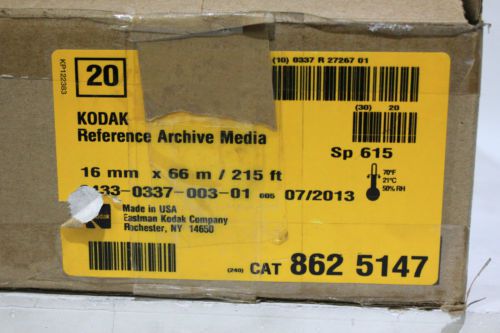 KP122383
20
(10) 0337 R 27267 01
(30) 20
KODAK
Reference Archive Media
Sp 615
16 mm x 66 m / 215 ft
70°F
21°C
50% RH
433-0337-003-01 605 07/2013
Made in USA
Eastman Kodak Company
Rochester, NY 14650
(240) CAT 862 5147